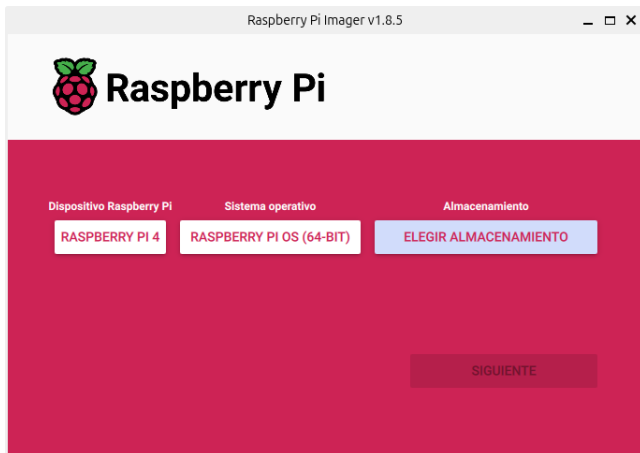 Raspberry Pi Imager v1.8.5
Raspberry Pi
Dispositivo Raspberry Pi Sistema operativo Almacenamiento
RASPBERRY PI 4 RASPBERRY PI OS (64-BIT) ELEGIR ALMACENAMIENTO
SIGUIENTE